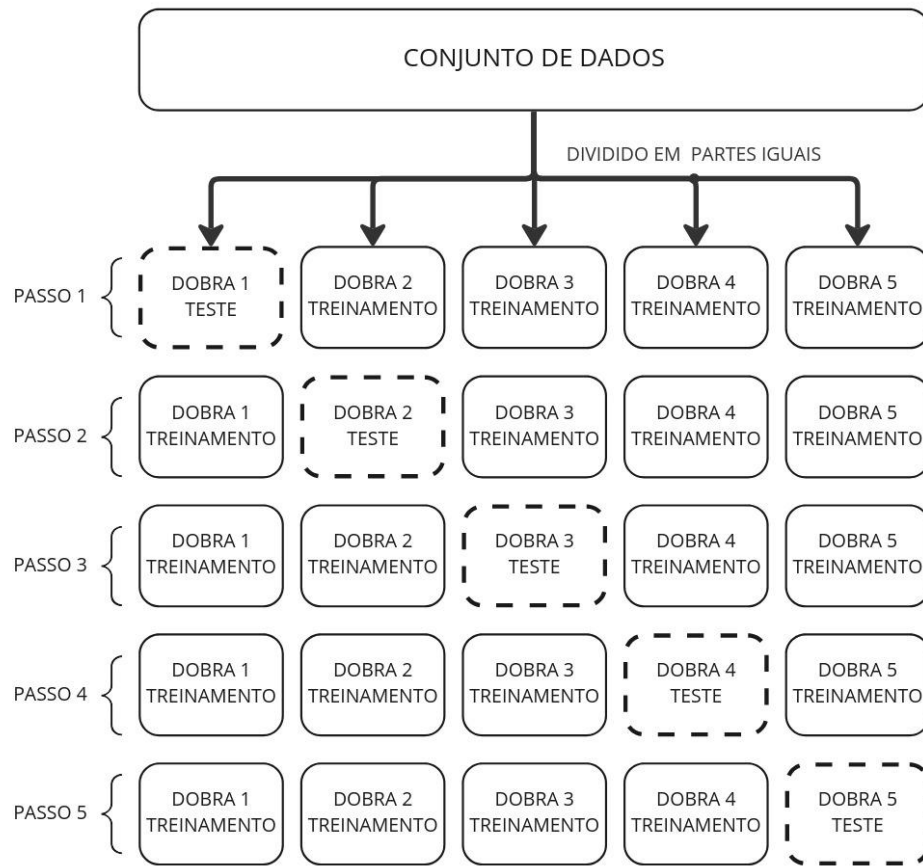 CONJUNTO DE DADOS
DIVIDIDO EM PARTES IGUAIS
PASSO 1
DOBRA 1
TESTE
DOBRA 2
TREINAMENTO
DOBRA 3
TREINAMENTO
DOBRA 4
TREINAMENTO
DOBRA 5
TREINAMENTO
PASSO 2
DOBRA 1
TREINAMENTO
DOBRA 2
TESTE
DOBRA 3
TREINAMENTO
DOBRA 4
TREINAMENTO
DOBRA 5
TREINAMENTO
PASSO 3
DOBRA 1
TREINAMENTO
DOBRA 2
TREINAMENTO
DOBRA 3
TESTE
DOBRA 4
TREINAMENTO
DOBRA 5
TREINAMENTO
PASSO 4
DOBRA 1
TREINAMENTO
DOBRA 2
TREINAMENTO
DOBRA 3
TREINAMENTO
DOBRA 4
TESTE
DOBRA 5
TREINAMENTO
PASSO 5
DOBRA 1
TREINAMENTO
DOBRA 2
TREINAMENTO
DOBRA 3
TREINAMENTO
DOBRA 4
TREINAMENTO
DOBRA 5
TESTE